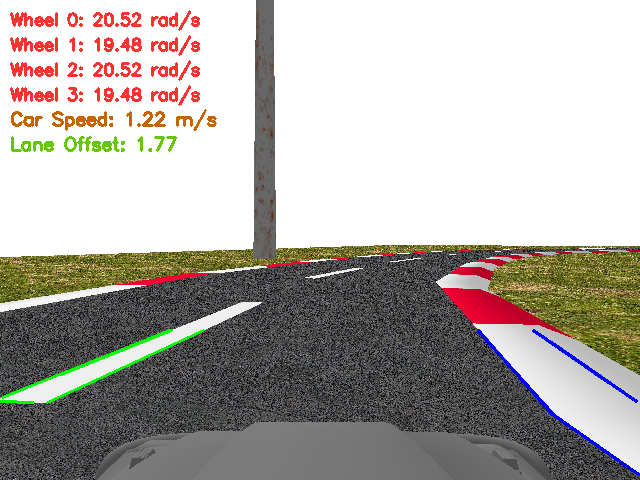 Wheel 0: 20.52 rad/s
Wheel 1: 19.48 rad/s
Wheel 2: 20.52 rad/s
Wheel 3: 19.48 rad/s
Car Speed: 1.22 m/s
Lane Offset: 1.77